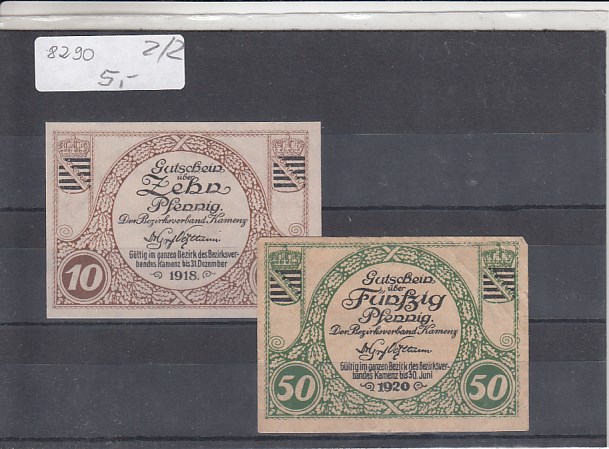 8290 2/2
5,-
Gutschein
über
Zehn
Pfennig.
Der Bezirksverband Kamenz
Gültig im ganzen Bezirk des Bezirksver-
bandes Kamenz bis 31. Dezember
1918.
10
Gutschein
über
Fünfzig
Pfennig.
Der Bezirksverband Kamenz
Gültig im ganzen Bezirk des Bezirksver-
bandes Kamenz bis 30. Juni
1920
50 50